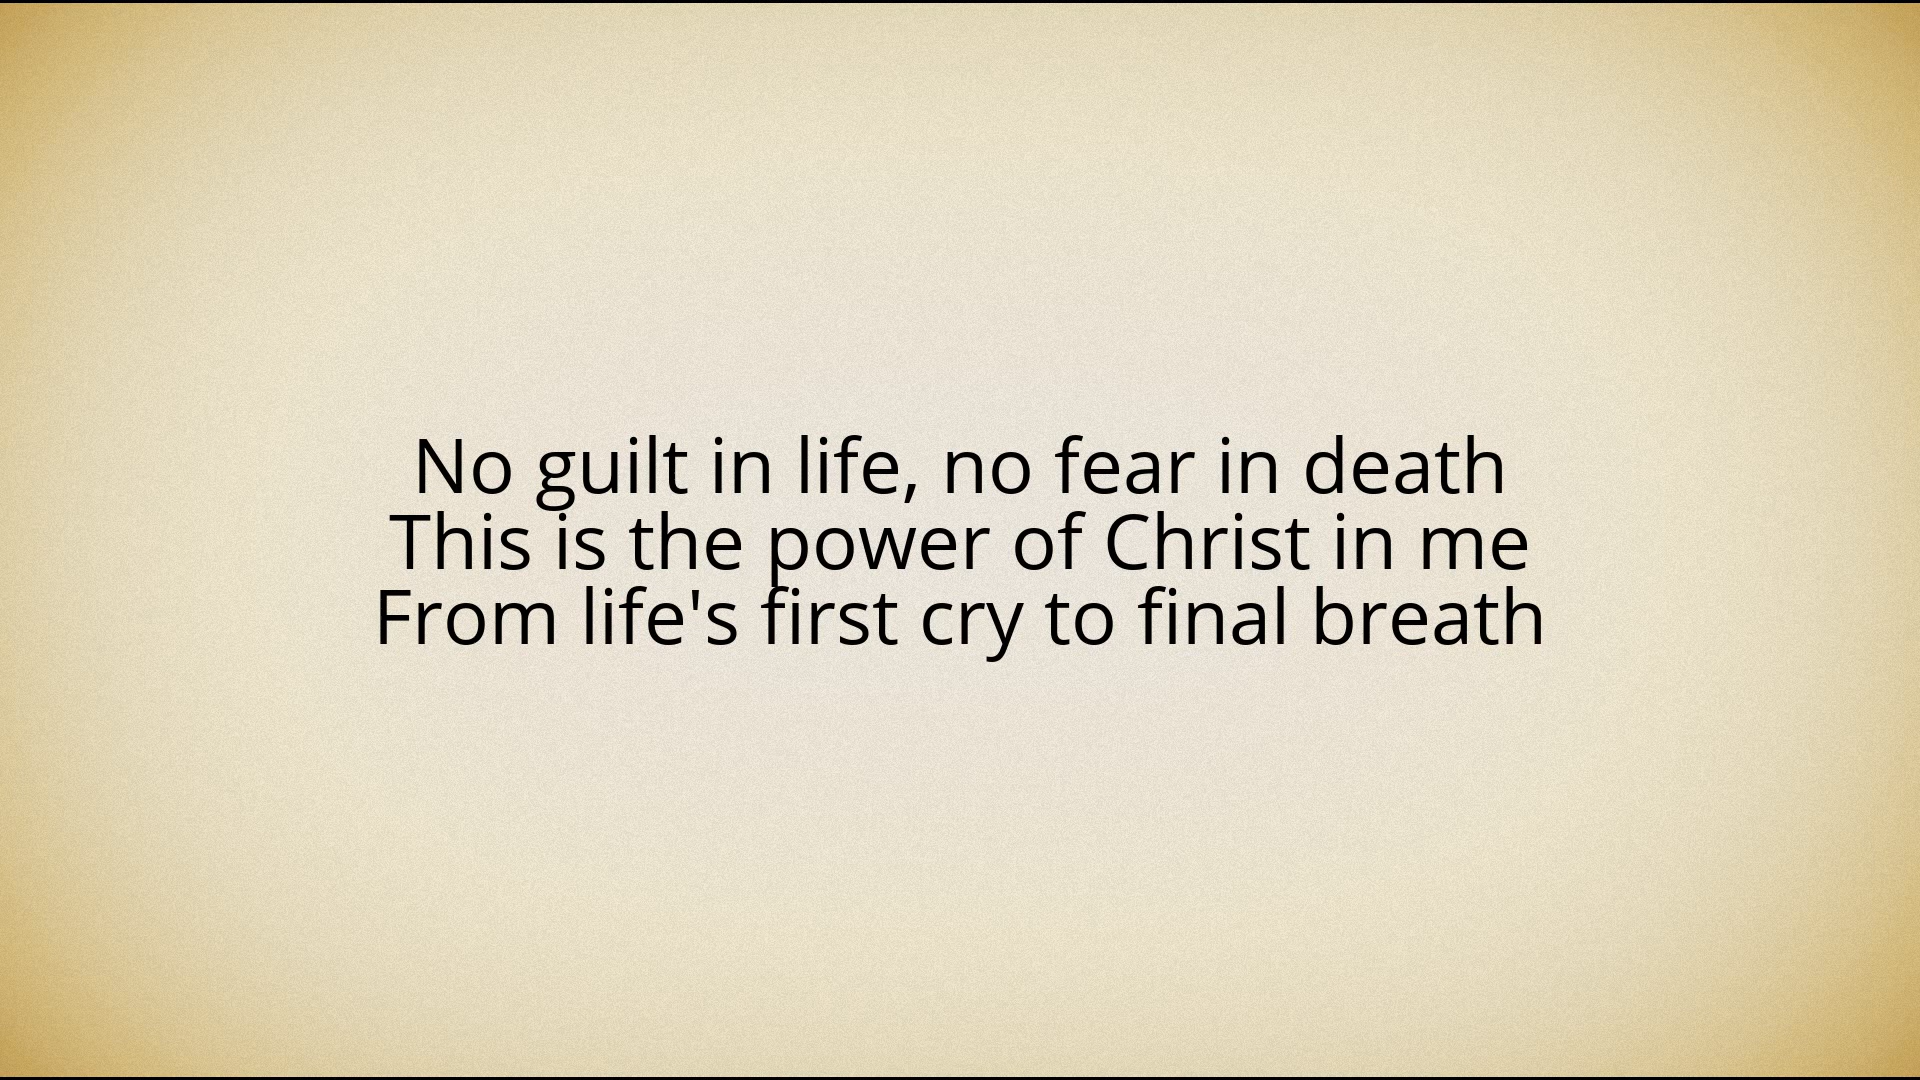 No guilt in life, no fear in death
This is the power of Christ in me
From life's first cry to final breath